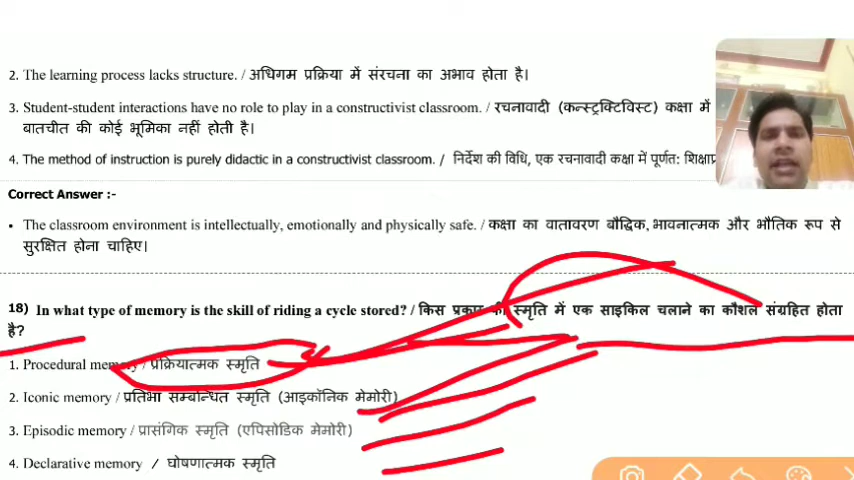 2. The learning process lacks structure. / अधिगम प्रक्रिया में संरचना का अभाव होता है।
3. Student-student interactions have no role to play in a constructivist classroom. / रचनावादी (कन्स्ट्रक्टिविस्ट) कक्षा में
बातचीत की कोई भूमिका नहीं होती है।
4. The method of instruction is purely didactic in a constructivist classroom. / निर्देश की विधि, एक रचनावादी कक्षा में पूर्णत:
Correct Answer :-
• The classroom environment is intellectually, emotionally and physically safe. / कक्षा का वातावरण बौद्धिक, भावनात्मक और भौतिक रूप से
सुरक्षित होना चाहिए।
18) In what type of memory is the skill of riding a cycle stored? / किस प्रकार की स्मृति में एक साइकिल चलाने का कौशल संग्रहित होता
है?
1. Procedural memory / प्रक्रियात्मक स्मृति
2. Iconic memory / प्रतिभा सम्बन्धित स्मृति (आइकॉनिक मेमोरी)
3. Episodic memory / प्रासंगिक स्मृति (एपिसोडिक मेमोरी)
4. Declarative memory / घोषणात्मक स्मृति